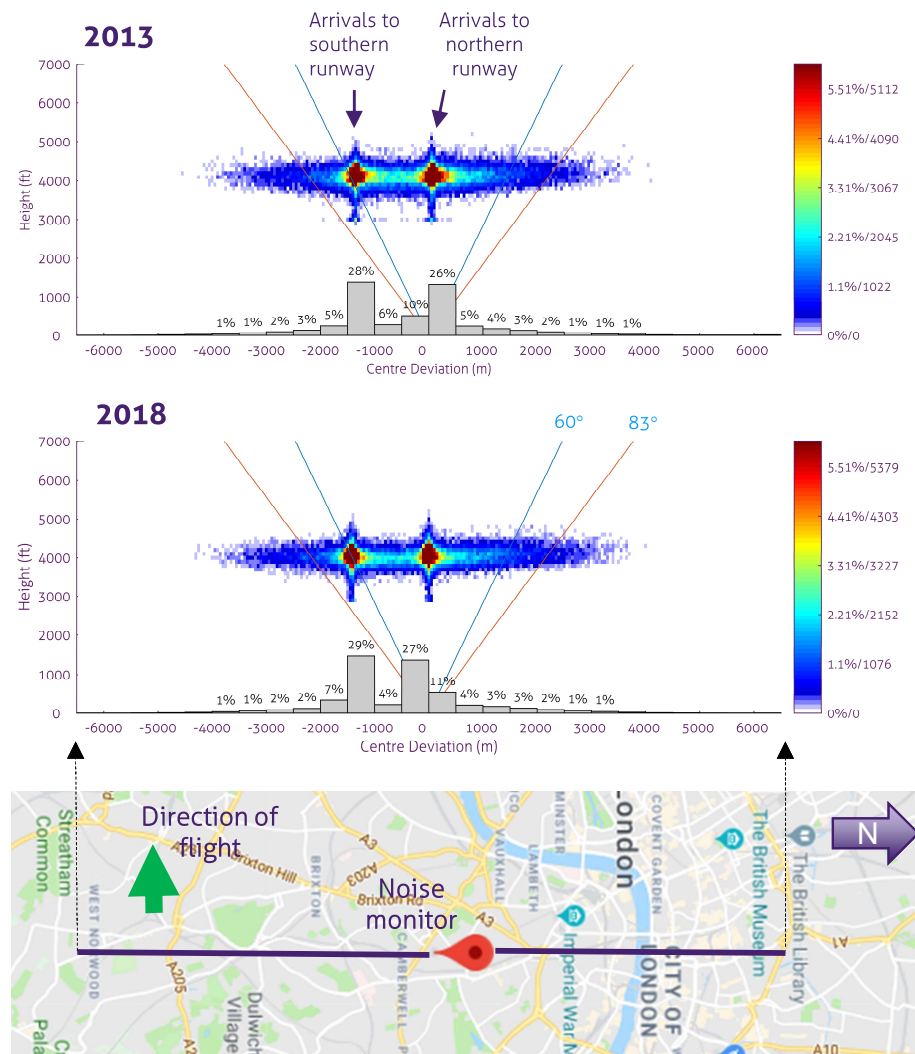 2013
Arrivals to
southern
runway
Arrivals to
northern
runway
7000
6000
5000
4000
3000
2000
1000
0
Height (ft)
1%
1%
2%
3%
5%
28%
6%
10%
26%
5%
4%
3%
2%
1%
1%
1%
-6000
-5000
-4000
-3000
-2000
-1000
0
1000
2000
3000
4000
5000
6000
Centre Deviation (m)
5.51%/5112
4.41%/4090
3.31%/3067
2.21%/2045
1.1%/1022
0%/0
2018
60°
83°
7000
6000
5000
4000
3000
2000
1000
0
Height (ft)
1%
1%
2%
2%
7%
29%
4%
27%
11%
4%
3%
3%
2%
1%
1%
-6000
-5000
-4000
-3000
-2000
-1000
0
1000
2000
3000
4000
5000
6000
Centre Deviation (m)
5.51%/5379
4.41%/4303
3.31%/3227
2.21%/2152
1.1%/1076
0%/0
Direction of
flight
Noise
monitor
N
Streatham
Common
WEST NORWOOD
A205
Brixton Hill
BRIXTON
A3
A203
Brixton Rd
A3
CAMBERWELL
Dulwich
Village
VAUXHALL
LAMBETH
London
COVENT GARDEN
CITY OF
LONDON
Imperial War
The British Museum
The British Library
A1
A10